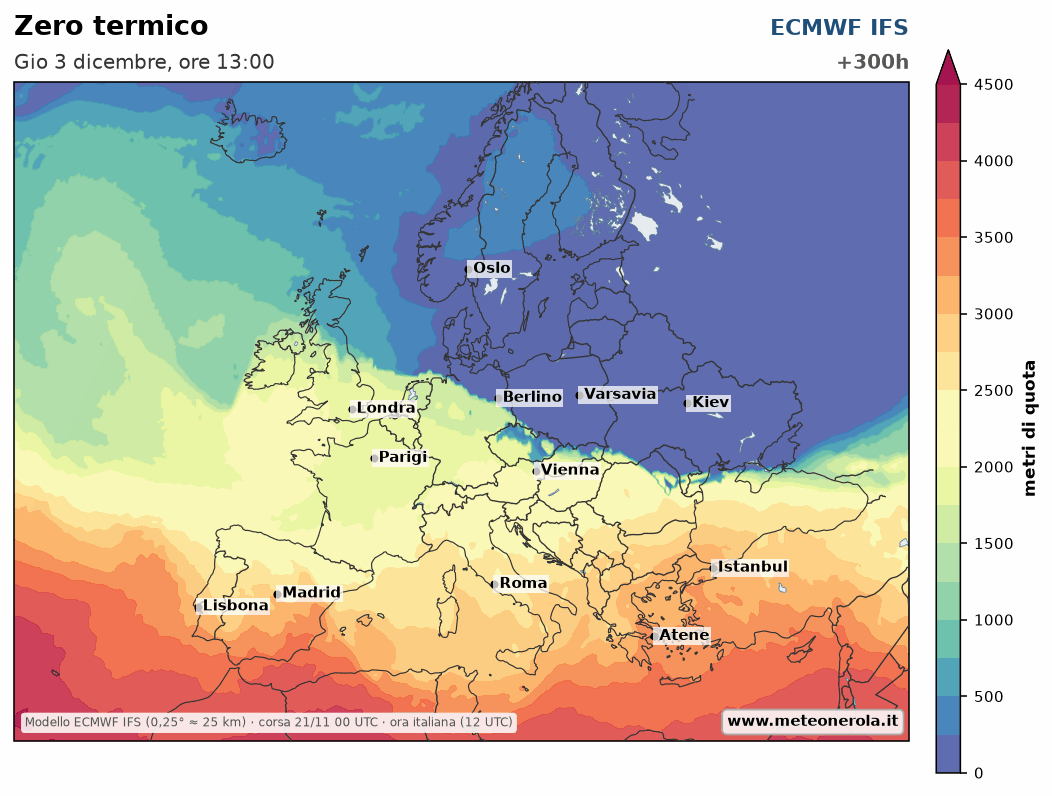 Zero termico
ECMWF IFS
Gio 3 dicembre, ore 13:00
+300h
4500
4000
3500
3000
2500
2000
1500
1000
500
0
metri di quota
Oslo
Berlino
Varsavia
Kiev
Londra
Parigi
Vienna
Istanbul
Roma
Madrid
Lisbona
Atene
Modello ECMWF IFS (0,25° ≈ 25 km) · corsa 21/11 00 UTC · ora italiana (12 UTC)
www.meteonerola.it